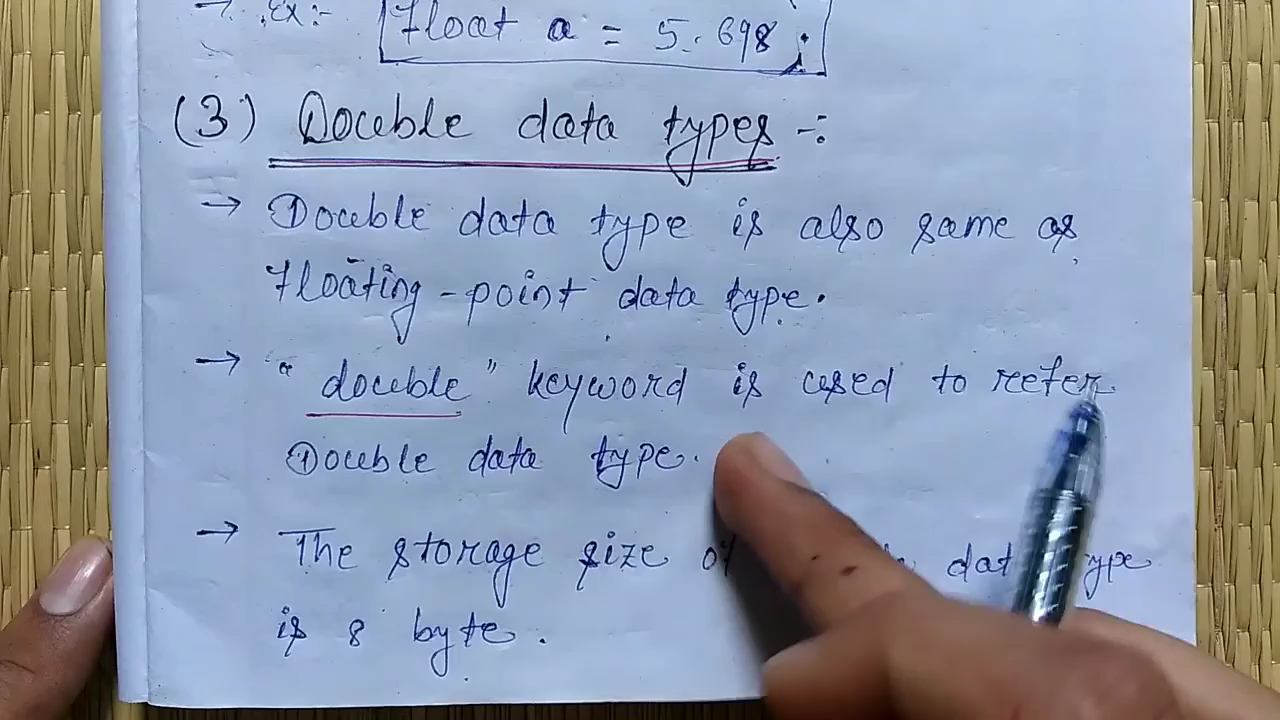 → Ex:- float a = 5.698 ;
(3) Double data types -:
→ Double data type is also same as
floating-point data type.
→ "double" keyword is used to refer
Double data type.
→ The storage size of data type
is 8 byte.